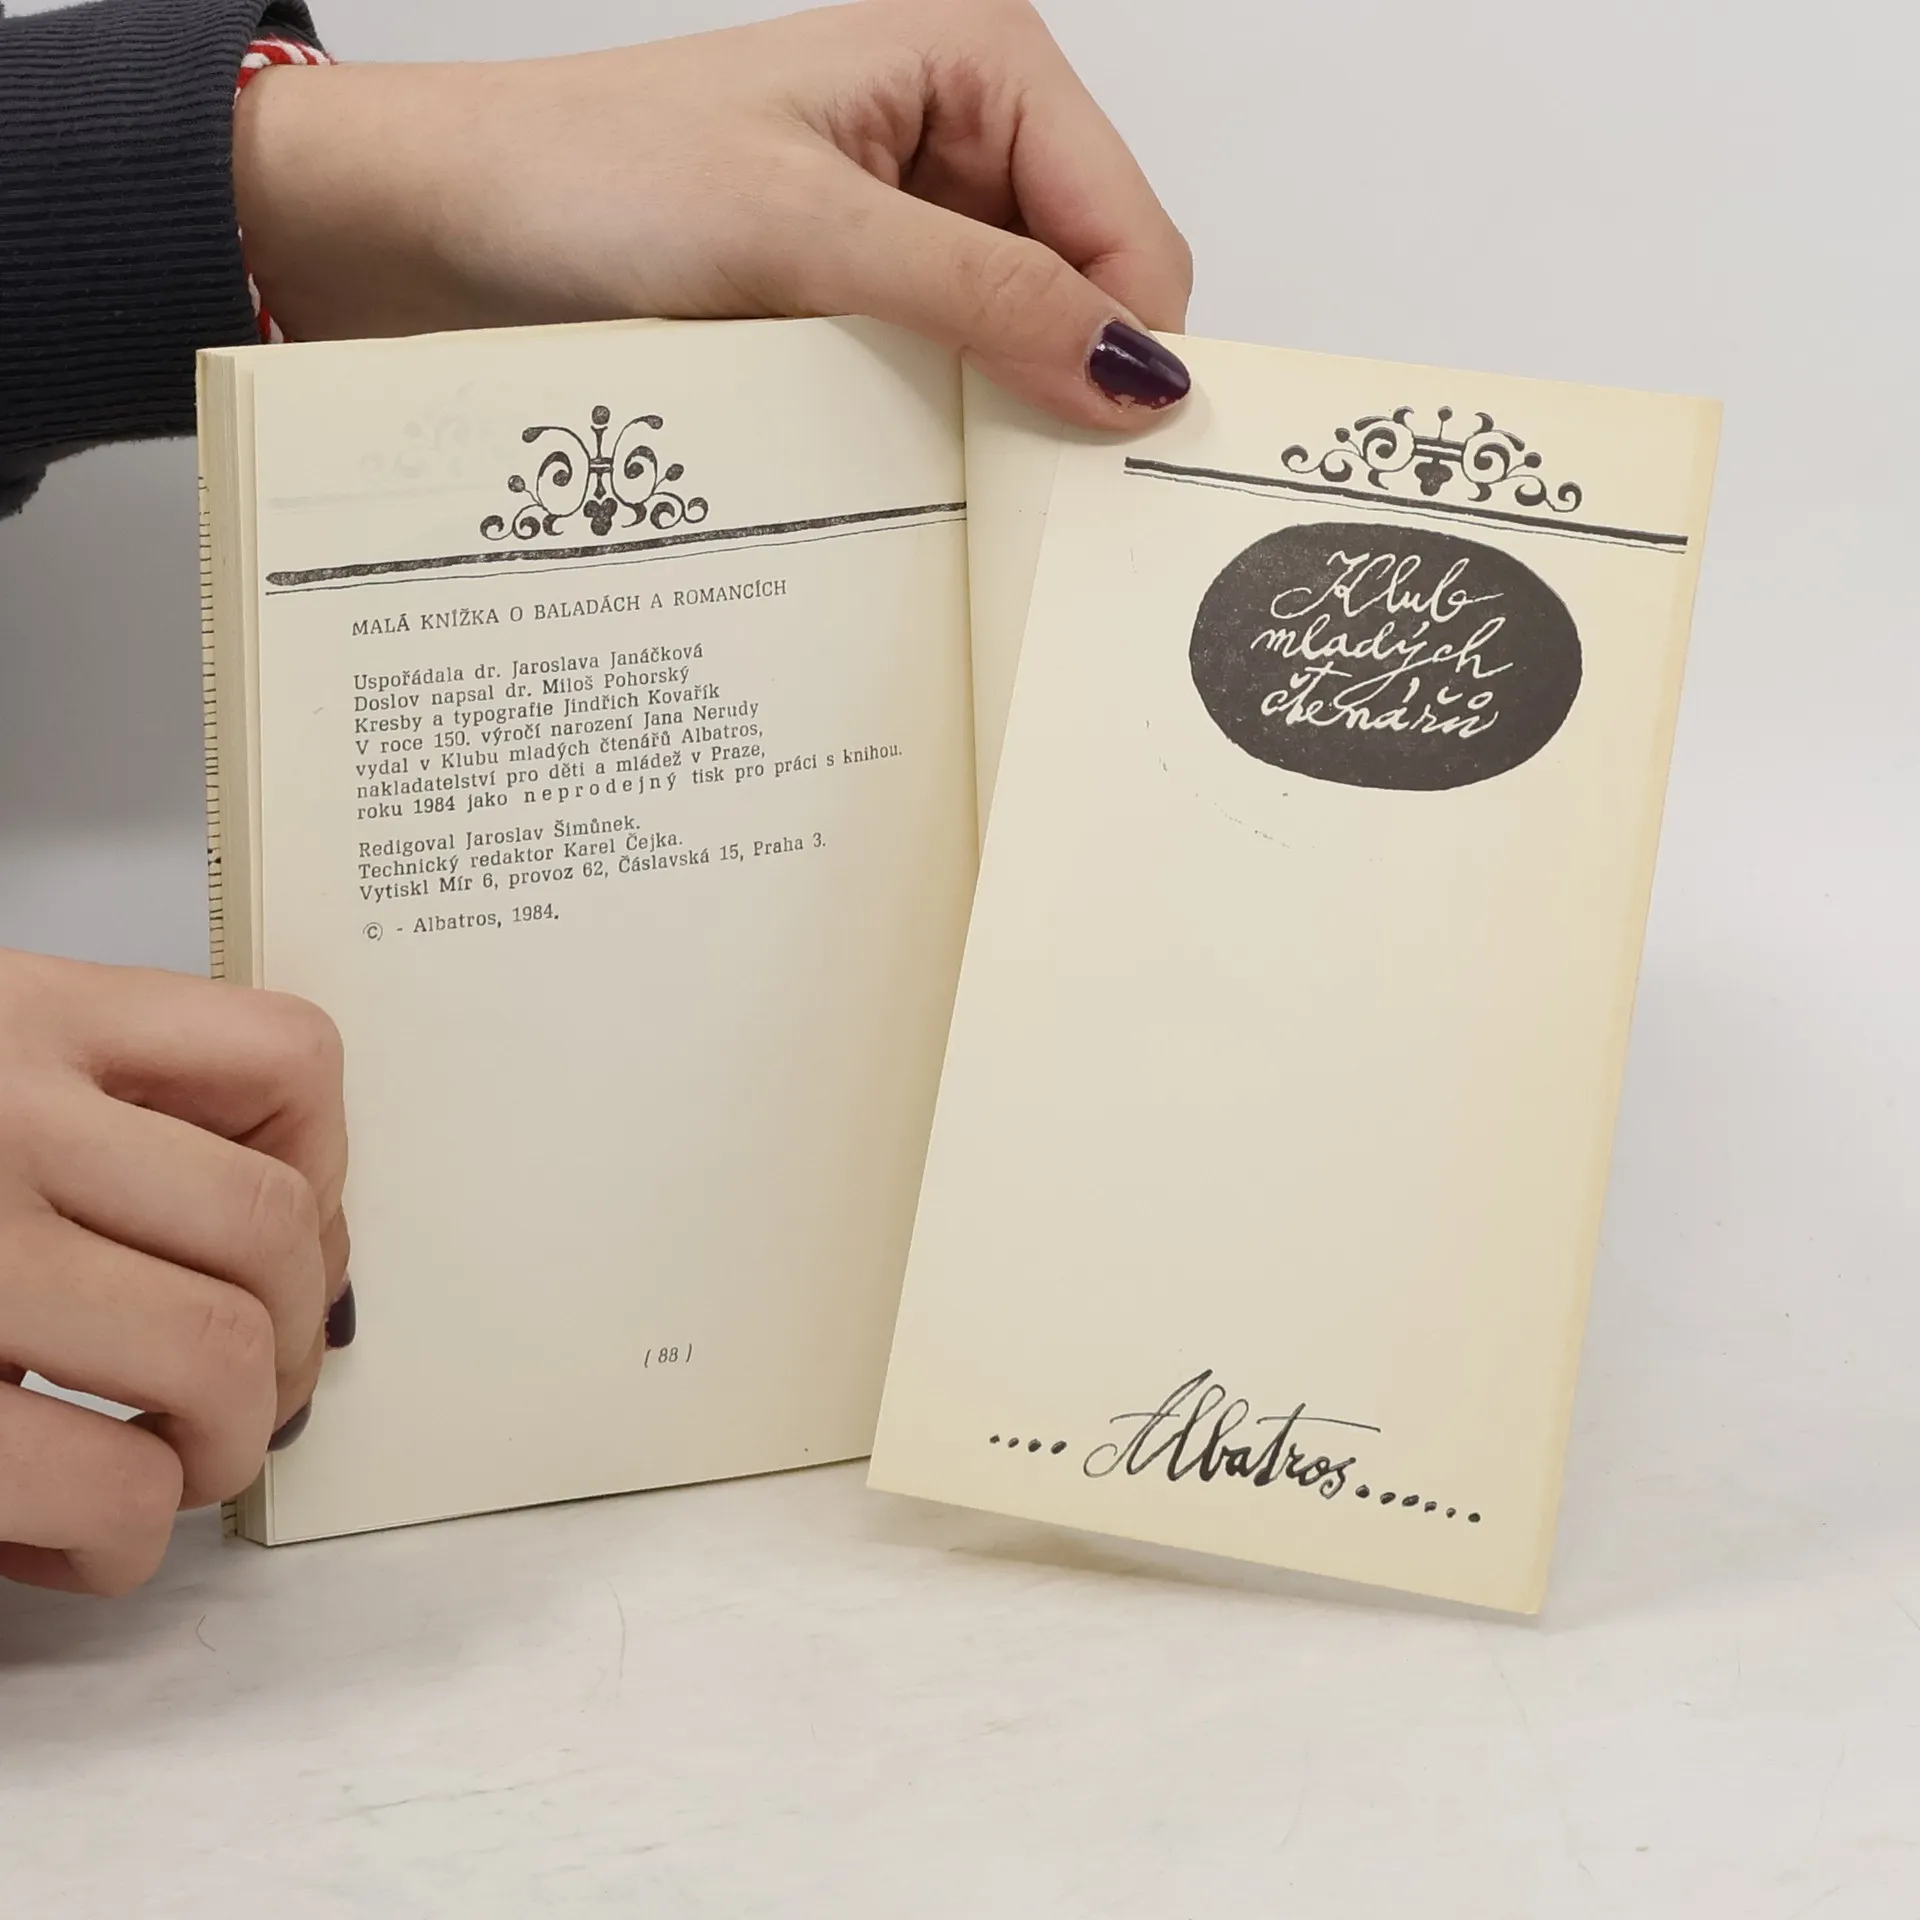 MALÁ KNÍŽKA O BALADÁCH A ROMANCÍCH
Uspořádala dr. Jaroslava Janáčková
Doslov napsal dr. Miloš Pohorský
Kresby a typografie Jindřich Kovařík
V roce 150. výročí narození Jana Nerudy
vydal v Klubu mladých čtenářů Albatros,
nakladatelství pro děti a mládež v Praze,
roku 1984 jako neprodejný tisk pro práci s knihou.
Redigoval Jaroslav Šimůnek.
Technický redaktor Karel Čejka.
Vytiskl Mír 6, provoz 62, Čáslavská 15, Praha 3.
© - Albatros, 1984.
( 88 )
Klub
mladých
čtenářů
.... Albatros......